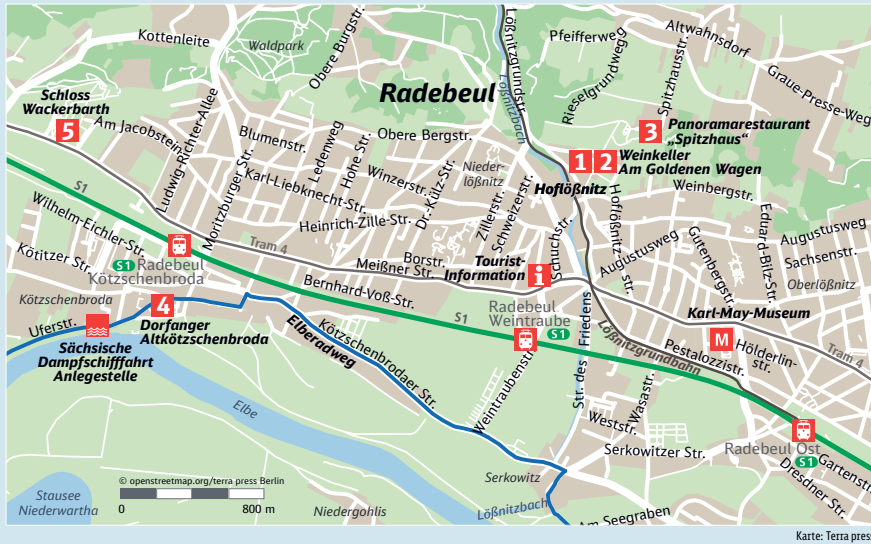 Kottenleite
Waldpark
Obere Burgstr.
Lößnitzgrundstr.
Lößnitzbach
Pfeifferweg
Rieselgrundweg
Altwahnsdorf
Spitzhausstr.
Graue-Presse-Weg
Radebeul
Schloss
Wackerbarth
5
Am Jacobstein
Ludwig-Richter-Allee
Blumenstr.
Moritzburger Str.
Ledenweg
Hohe Str.
Obere Bergstr.
Karl-Liebknecht-Str.
Winzerstr.
Dr.-Külz-Str.
Nieder-
lößnitz
Zillerstr.
Schweizerstr.
3
Panoramarestaurant
„Spitzhaus“
1
2
Weinkeller
Am Goldenen Wagen
Hoflößnitz
Weinbergstr.
Hoflößnitz-
str.
S1
Wilhelm-Eichler-Str.
Heinrich-Zille-Str.
Tram 4
Borstr.
Meißner Str.
Tourist-
Information
i
Schuchstr.
Augustusweg
Gutenbergstr.
Eduard-Bilz-Str.
Augustusweg
Sachsenstr.
Oberlößnitz
Kötitzer Str.
S1
Radebeul
Kötzschenbroda
Kötzschenbroda
4
Dorfanger
Altkötzschenbroda
Uferstr.
Sächsische
Dampfschifffahrt
Anlegestelle
Bernhard-Voß-Str.
Elberadweg
Kötzschenbrodaer Str.
S1
Radebeul
Weintraube
S1
Weintraubenstr.
Str. des Friedens
Lößnitzgrundbahn
Karl-May-Museum
M
Pestalozzistr.
Hölderlin-
str.
Tram 4
Wasastr.
Weststr.
Serkowitzer Str.
Radebeul Ost
S1
Gartenstr.
Dresdner Str.
Elbe
Serkowitz
Lößnitzbach
Am Seegraben
Stausee
Niederwartha
© openstreetmap.org/terra press Berlin
0
800 m
Niedergohlis
Karte: Terra press